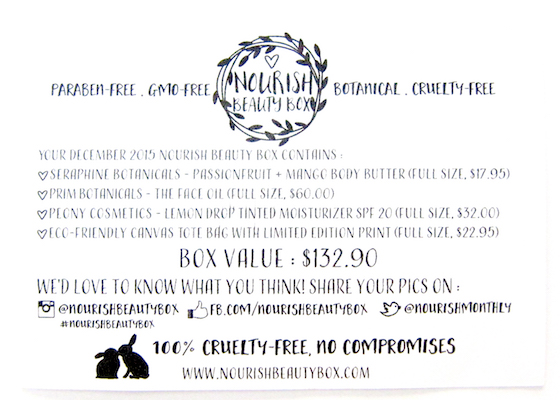 NOURISH
BEAUTY BOX
PARABEN-FREE . GMO-FREE
BOTANICAL . CRUELTY-FREE
YOUR DECEMBER 2015 NOURISH BEAUTY BOX CONTAINS :
♡SERAPHINE BOTANICALS - PASSIONFRUIT + MANGO BODY BUTTER (FULL SIZE, $17.95)
♡PRIM BOTANICALS - THE FACE OIL (FULL SIZE, $60.00)
♡PEONY COSMETICS - LEMON DROP TINTED MOISTURIZER SPF 20 (FULL SIZE, $32.00)
♡ECO-FRIENDLY CANVAS TOTE BAG WITH LIMITED EDITION PRINT (FULL SIZE, $22.95)
BOX VALUE : $132.90
WE'D LOVE TO KNOW WHAT YOU THINK! SHARE YOUR PICS ON :
@NOURISHBEAUTYBOX FB.COM/NOURISHBEAUTYBOX @NOURISHMONTHLY
#NOURISHBEAUTYBOX
100% CRUELTY-FREE, NO COMPROMISES
WWW.NOURISHBEAUTYBOX.COM